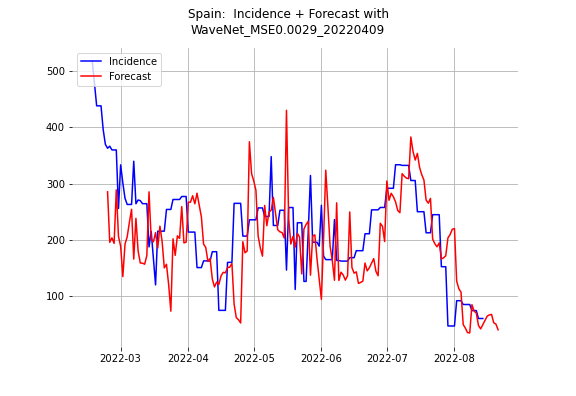 Spain:  Incidence + Forecast with
WaveNet_MSE0.0029_20220409
Incidence
Forecast
500
400
300
200
100
2022-03
2022-04
2022-05
2022-06
2022-07
2022-08